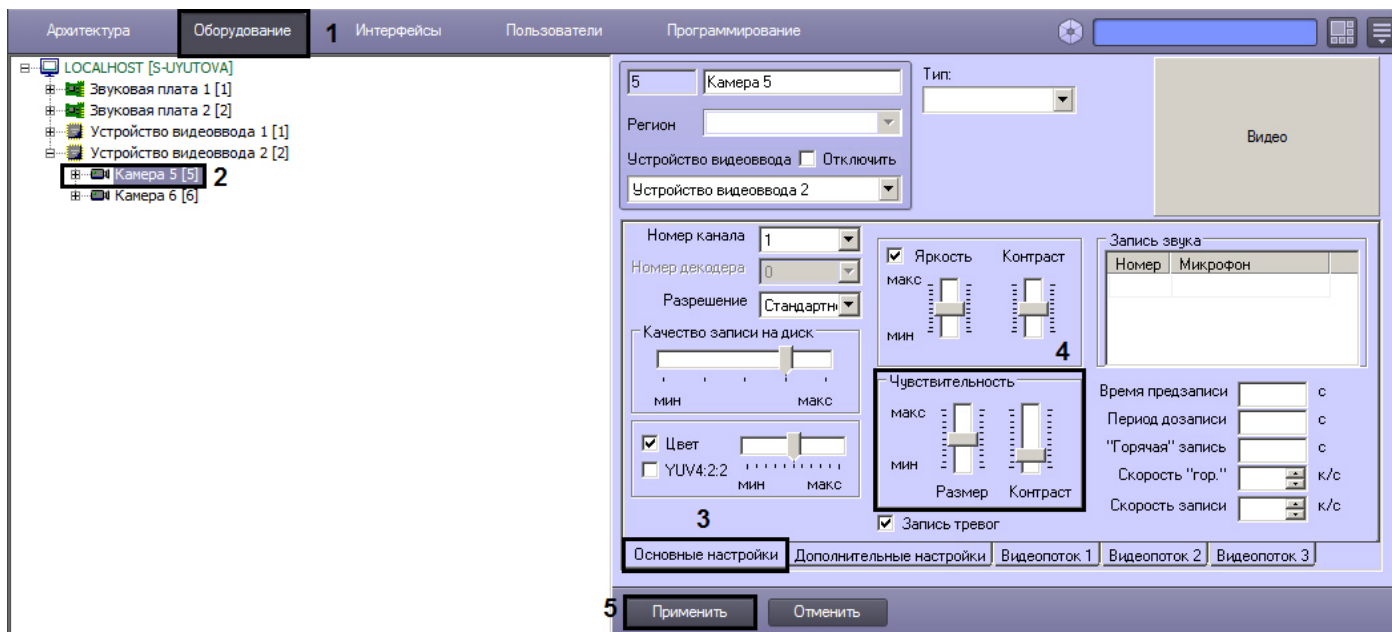 Архитектура Оборудование 1 Интерфейсы Пользователи Программирование
LOCALHOST [S-UYUTOVA]
Звуковая плата 1 [1]
Звуковая плата 2 [2]
Устройство видеоввода 1 [1]
Устройство видеоввода 2 [2]
Камера 5 [5] 2
Камера 6 [6]
5 Камера 5
Регион
Устройство видеоввода Отключить
Устройство видеоввода 2
Тип:
Видео
Номер канала 1
Номер декодера 0
Разрешение Стандартн
Качество записи на диск
мин макс
Цвет
YUV4:2:2
мин макс
3
Яркость Контраст
макс
мин
4
Чувствительность
макс
мин
Размер Контраст
Запись тревог
Запись звука
Номер Микрофон
Время предзаписи с
Период дозаписи с
"Горячая" запись с
Скорость "гор." к/с
Скорость записи к/с
Основные настройки Дополнительные настройки Видеопоток 1 Видеопоток 2 Видеопоток 3
5 Применить Отменить